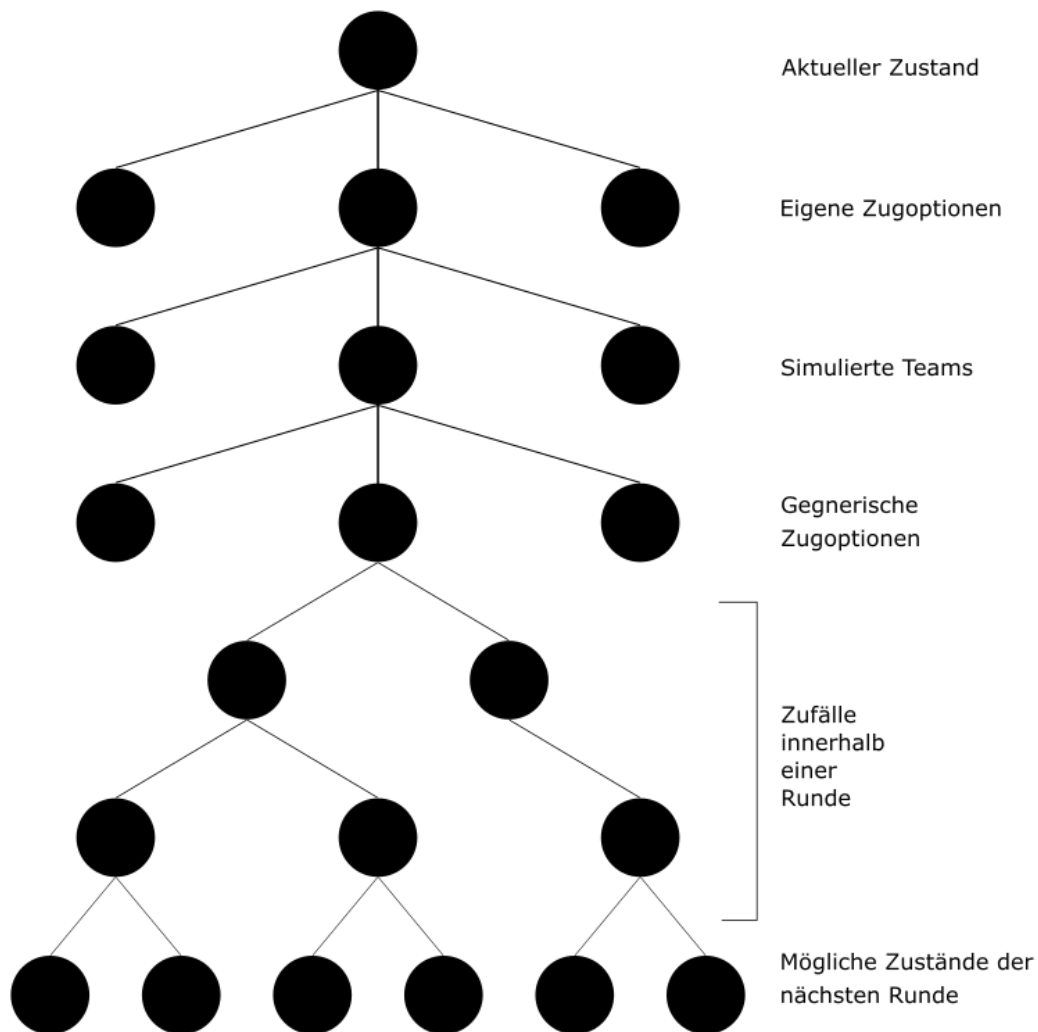 Aktueller Zustand
Eigene Zugoptionen
Simulierte Teams
Gegnerische
Zugoptionen
Zufälle
innerhalb
einer
Runde
Mögliche Zustände der
nächsten Runde